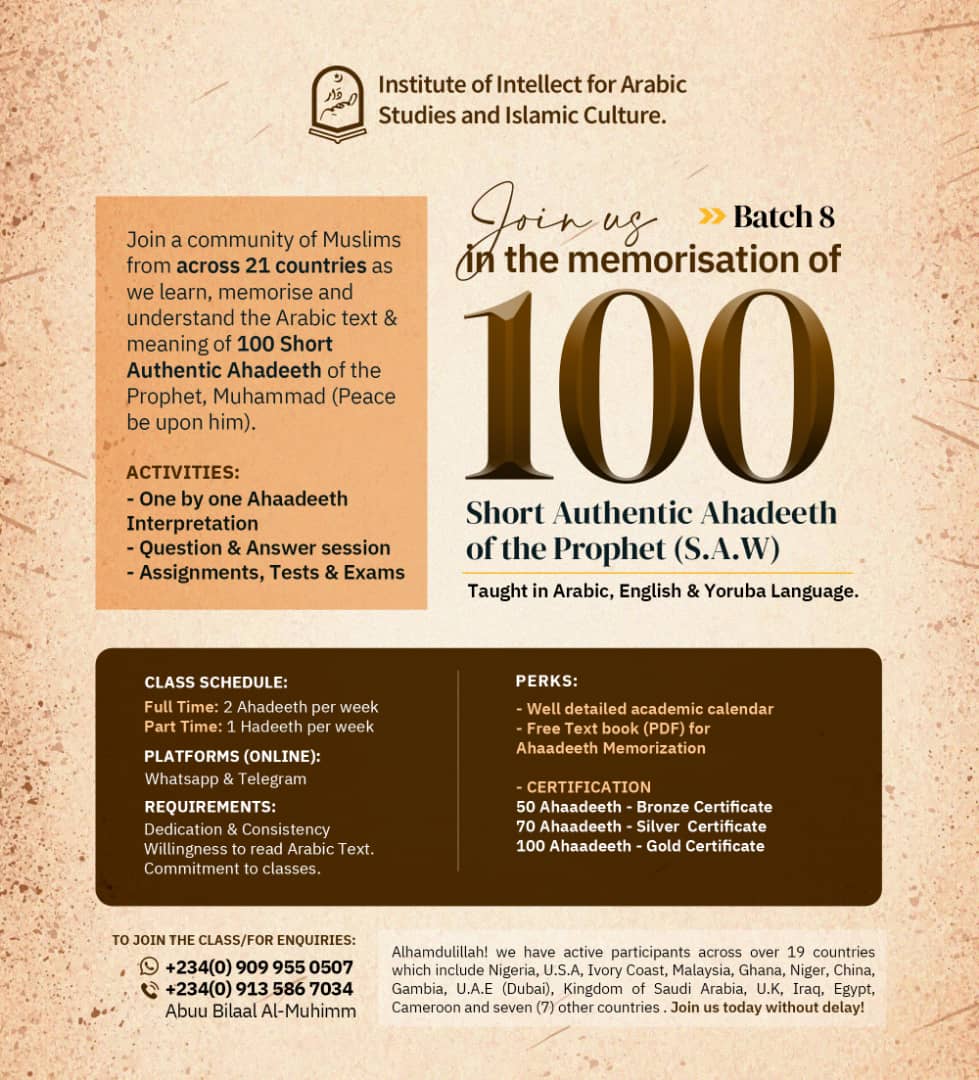 Institute of Intellect for Arabic
Studies and Islamic Culture.
Join a community of Muslims
from across 21 countries as
we learn, memorise and
understand the Arabic text &
meaning of 100 Short
Authentic Ahadeeth of the
Prophet, Muhammad (Peace
be upon him).
ACTIVITIES:
- One by one Ahaadeeth
Interpretation
- Question & Answer session
- Assignments, Tests & Exams
Join us
Batch 8
in the memorisation of
100
Short Authentic Ahadeeth
of the Prophet (S.A.W)
Taught in Arabic, English & Yoruba Language.
CLASS SCHEDULE:
Full Time: 2 Ahadeeth per week
Part Time: 1 Hadeeth per week
PLATFORMS (ONLINE):
Whatsapp & Telegram
REQUIREMENTS:
Dedication & Consistency
Willingness to read Arabic Text.
Commitment to classes.
PERKS:
- Well detailed academic calendar
- Free Text book (PDF) for
Ahaadeeth Memorization
- CERTIFICATION
50 Ahaadeeth - Bronze Certificate
70 Ahaadeeth - Silver Certificate
100 Ahaadeeth - Gold Certificate
TO JOIN THE CLASS/FOR ENQUIRIES:
+234(0) 909 955 0507
+234(0) 913 586 7034
Abuu Bilaal Al-Muhimm
Alhamdulillah! we have active participants across over 19 countries
which include Nigeria, U.S.A, Ivory Coast, Malaysia, Ghana, Niger, China,
Gambia, U.A.E (Dubai), Kingdom of Saudi Arabia, U.K, Iraq, Egypt,
Cameroon and seven (7) other countries . Join us today without delay!